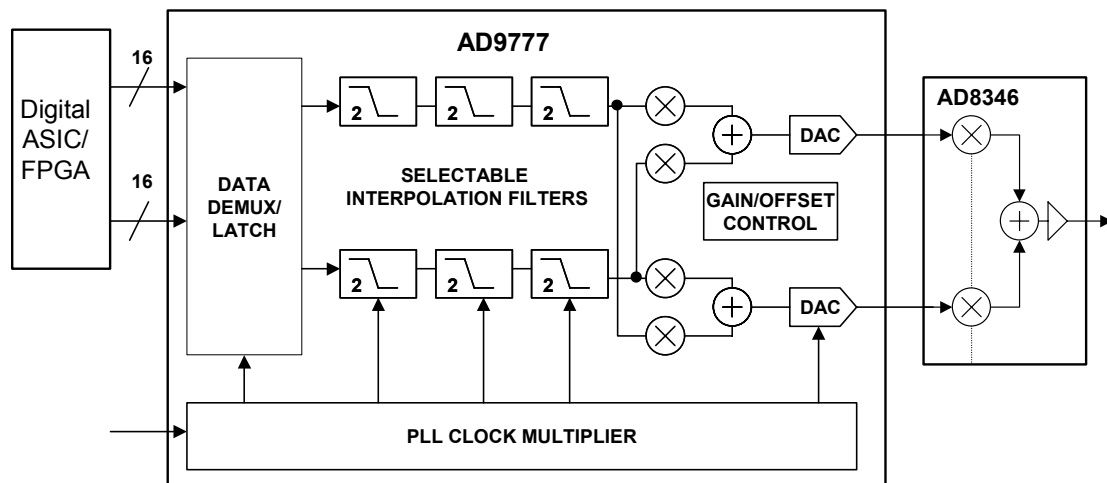 AD9777
16
Digital
ASIC/
FPGA
16
DATA
DEMUX/
LATCH
2
2
2
SELECTABLE
INTERPOLATION FILTERS
2
2
2
DAC
GAIN/OFFSET
CONTROL
DAC
AD8346
PLL CLOCK MULTIPLIER